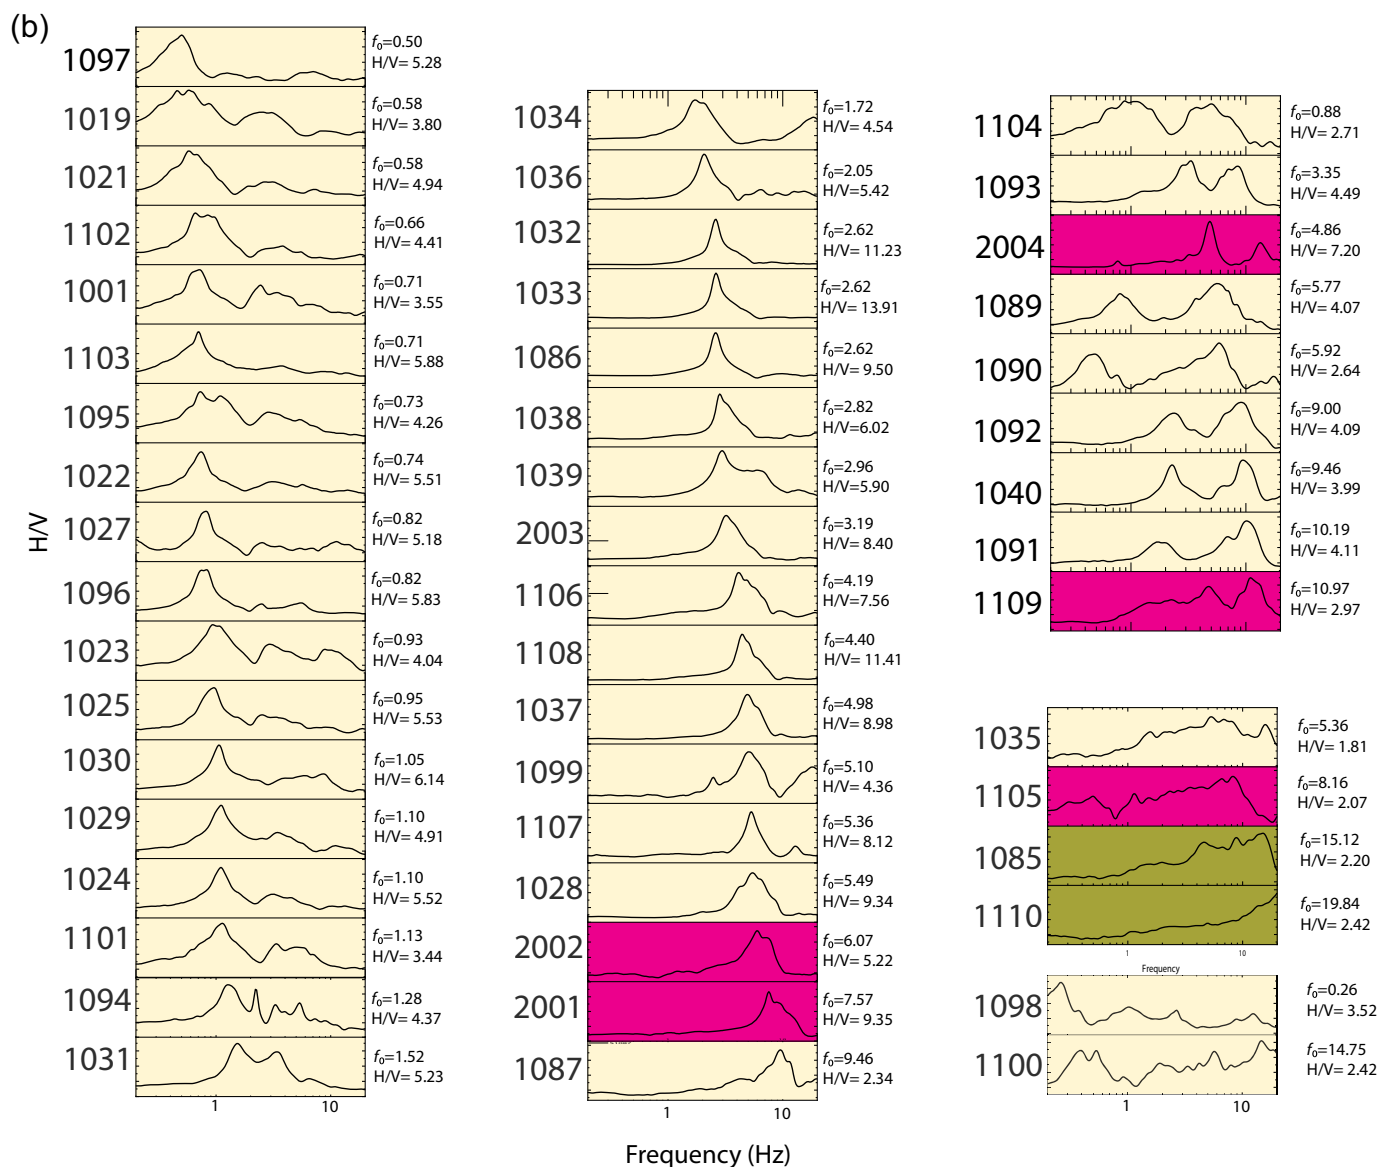 (b)
H/V
1097
f0=0.50
H/V= 5.28
1019
f0=0.58
H/V= 3.80
1021
f0=0.58
H/V= 4.94
1102
f0=0.66
H/V= 4.41
1001
f0=0.71
H/V= 3.55
1103
f0=0.71
H/V= 5.88
1095
f0=0.73
H/V= 4.26
1022
f0=0.74
H/V= 5.51
1027
f0=0.82
H/V= 5.18
1096
f0=0.82
H/V= 5.83
1023
f0=0.93
H/V= 4.04
1025
f0=0.95
H/V= 5.53
1030
f0=1.05
H/V= 6.14
1029
f0=1.10
H/V= 4.91
1024
f0=1.10
H/V= 5.52
1101
f0=1.13
H/V= 3.44
1094
f0=1.28
H/V= 4.37
1031
f0=1.52
H/V= 5.23
1 10
1034
f0=1.72
H/V= 4.54
1036
f0=2.05
H/V=5.42
1032
f0=2.62
H/V= 11.23
1033
f0=2.62
H/V= 13.91
1086
f0=2.62
H/V= 9.50
1038
f0=2.82
H/V=6.02
1039
f0=2.96
H/V=5.90
2003
f0=3.19
H/V= 8.40
1106
f0=4.19
H/V=7.56
1108
f0=4.40
H/V= 11.41
1037
f0=4.98
H/V= 8.98
1099
f0=5.10
H/V= 4.36
1107
f0=5.36
H/V= 8.12
1028
f0=5.49
H/V= 9.34
2002
f0=6.07
H/V= 5.22
2001
f0=7.57
H/V= 9.35
1087
f0=9.46
H/V= 2.34
1 10
1104
f0=0.88
H/V= 2.71
1093
f0=3.35
H/V= 4.49
2004
f0=4.86
H/V= 7.20
1089
f0=5.77
H/V= 4.07
1090
f0=5.92
H/V= 2.64
1092
f0=9.00
H/V= 4.09
1040
f0=9.46
H/V= 3.99
1091
f0=10.19
H/V= 4.11
1109
f0=10.97
H/V= 2.97
1035
f0=5.36
H/V= 1.81
1105
f0=8.16
H/V= 2.07
1085
f0=15.12
H/V= 2.20
1110
f0=19.84
H/V= 2.42
1 10
Frequency
1098
f0=0.26
H/V= 3.52
1100
f0=14.75
H/V= 2.42
1 10
Frequency (Hz)